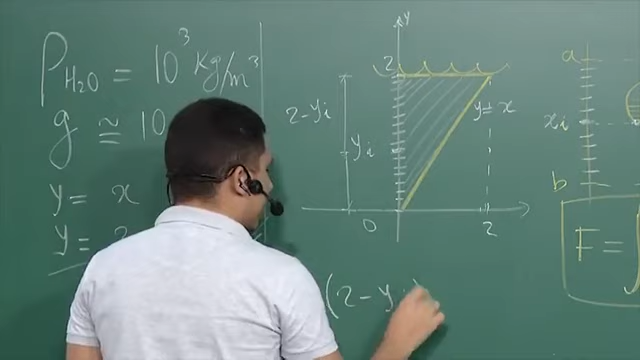 ρH₂O = 10³ kg/m³
g ≅ 10
y = x
y = 2
y
2
2 - yᵢ
yᵢ
y = x
0
2
(2 - y
a
xᵢ
b
F = ∫